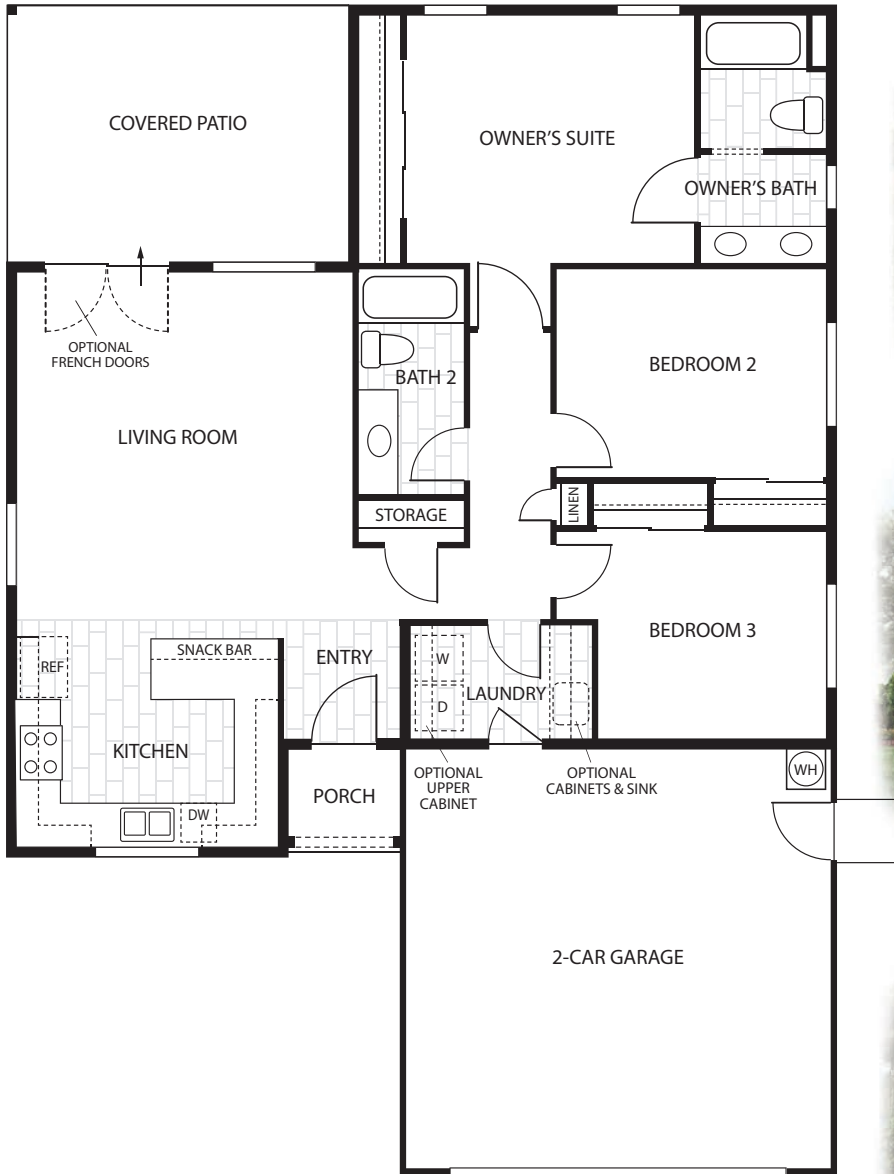 COVERED PATIO
OWNER'S SUITE
OWNER'S BATH
OPTIONAL
FRENCH DOORS
BATH 2
BEDROOM 2
LIVING ROOM
STORAGE
LINEN
BEDROOM 3
REF
SNACK BAR
ENTRY
W
D
LAUNDRY
KITCHEN
OPTIONAL
UPPER
CABINET
OPTIONAL
CABINETS & SINK
WH
PORCH
DW
2-CAR GARAGE